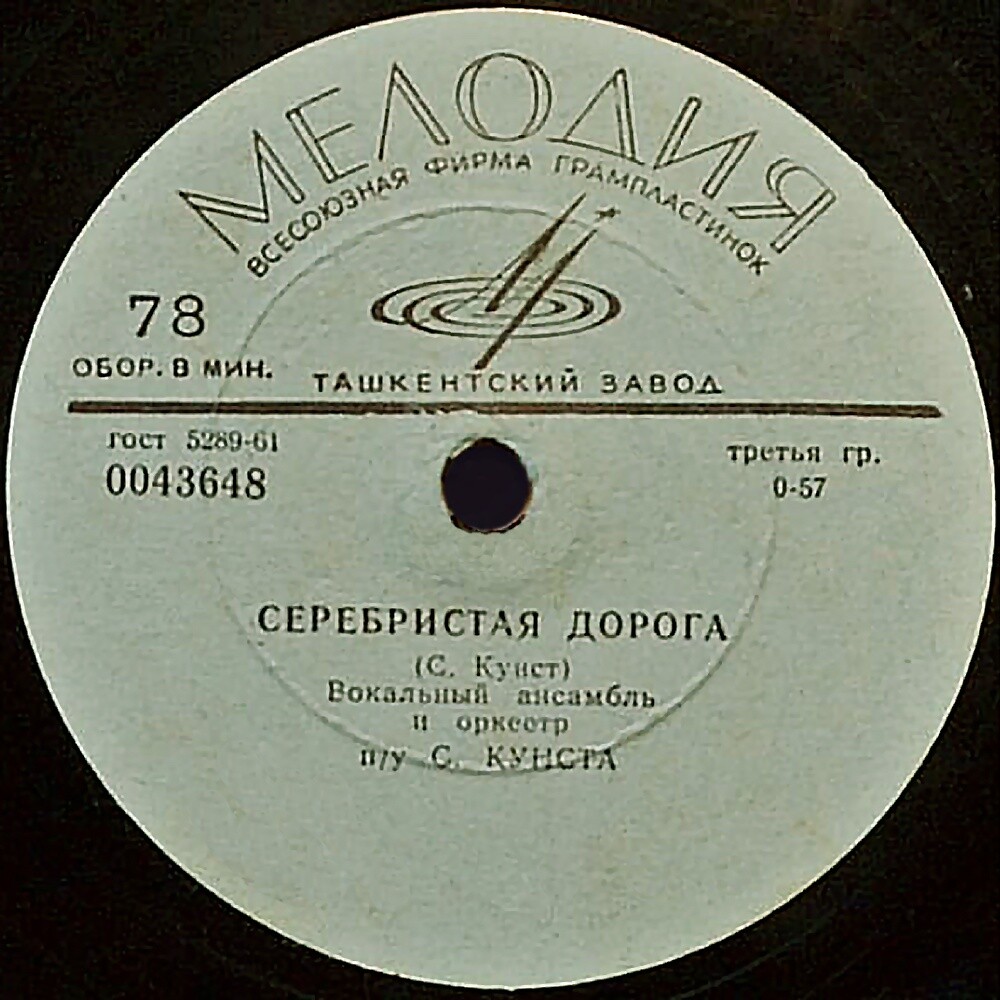 МЕЛОДИЯ
ВСЕСОЮЗНАЯ ФИРМА ГРАМПЛАСТИНОК
78
ОБОР. В МИН.
ТАШКЕНТСКИЙ ЗАВОД
гост 5289-61
0043648
третья гр.
0-57
СЕРЕБРИСТАЯ ДОРОГА
(С. Кунст)
Вокальный ансамбль
и оркестр
п/у С. КУНСТА